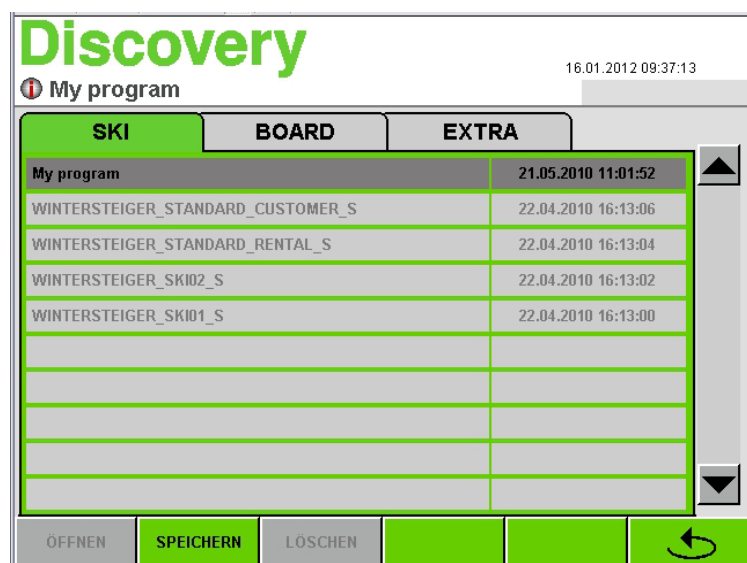 Discovery
16.01.2012 09:37:13
My program
SKI BOARD EXTRA
My program 21.05.2010 11:01:52
WINTERSTEIGER_STANDARD_CUSTOMER_S 22.04.2010 16:13:06
WINTERSTEIGER_STANDARD_RENTAL_S 22.04.2010 16:13:04
WINTERSTEIGER_SKI02_S 22.04.2010 16:13:02
WINTERSTEIGER_SKI01_S 22.04.2010 16:13:00
ÖFFNEN SPEICHERN LÖSCHEN